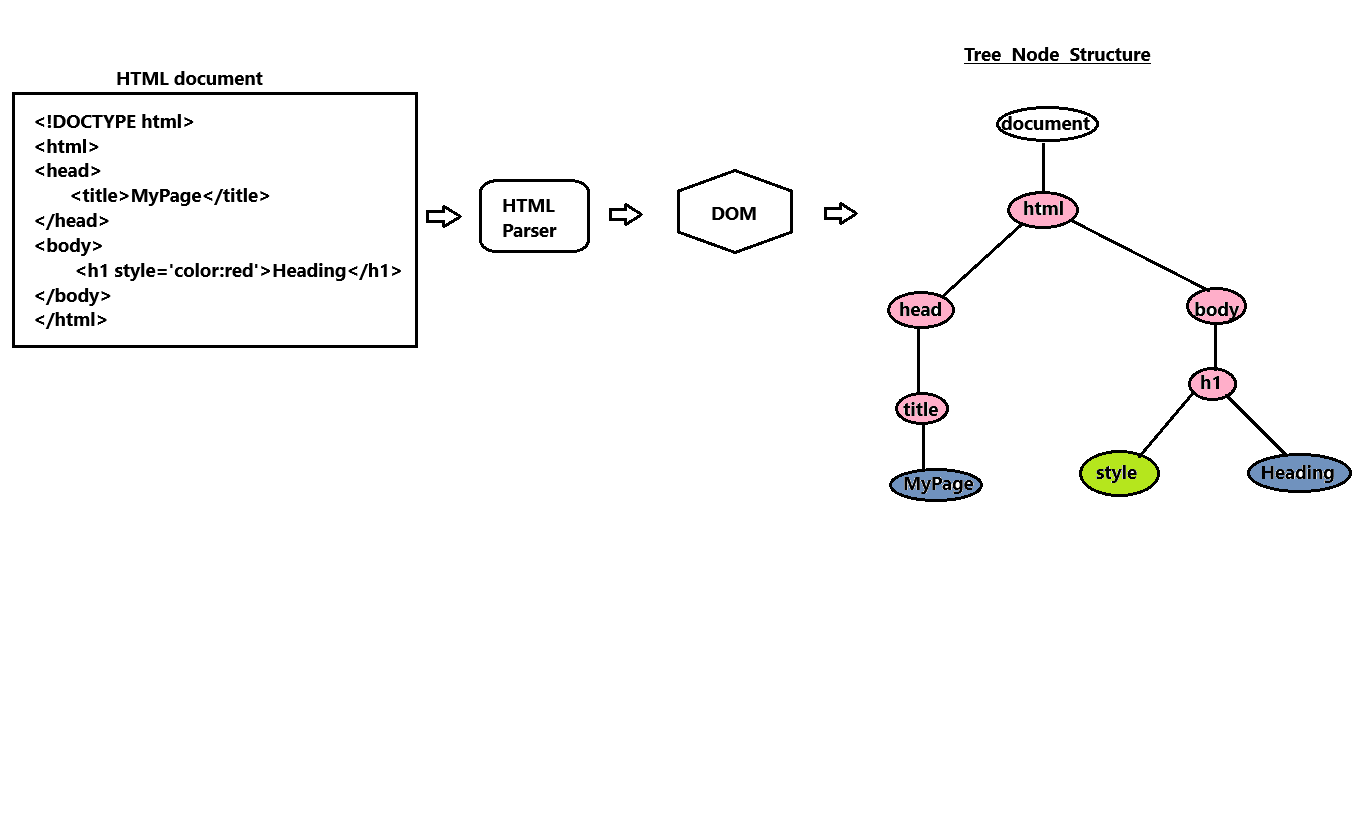 HTML document
<!DOCTYPE html>
<html>
<head>
<title>MyPage</title>
</head>
<body>
<h1 style='color:red'>Heading</h1>
</body>
</html>
HTML
Parser
DOM
Tree Node Structure
document
html
head
body
title
h1
MyPage
style
Heading